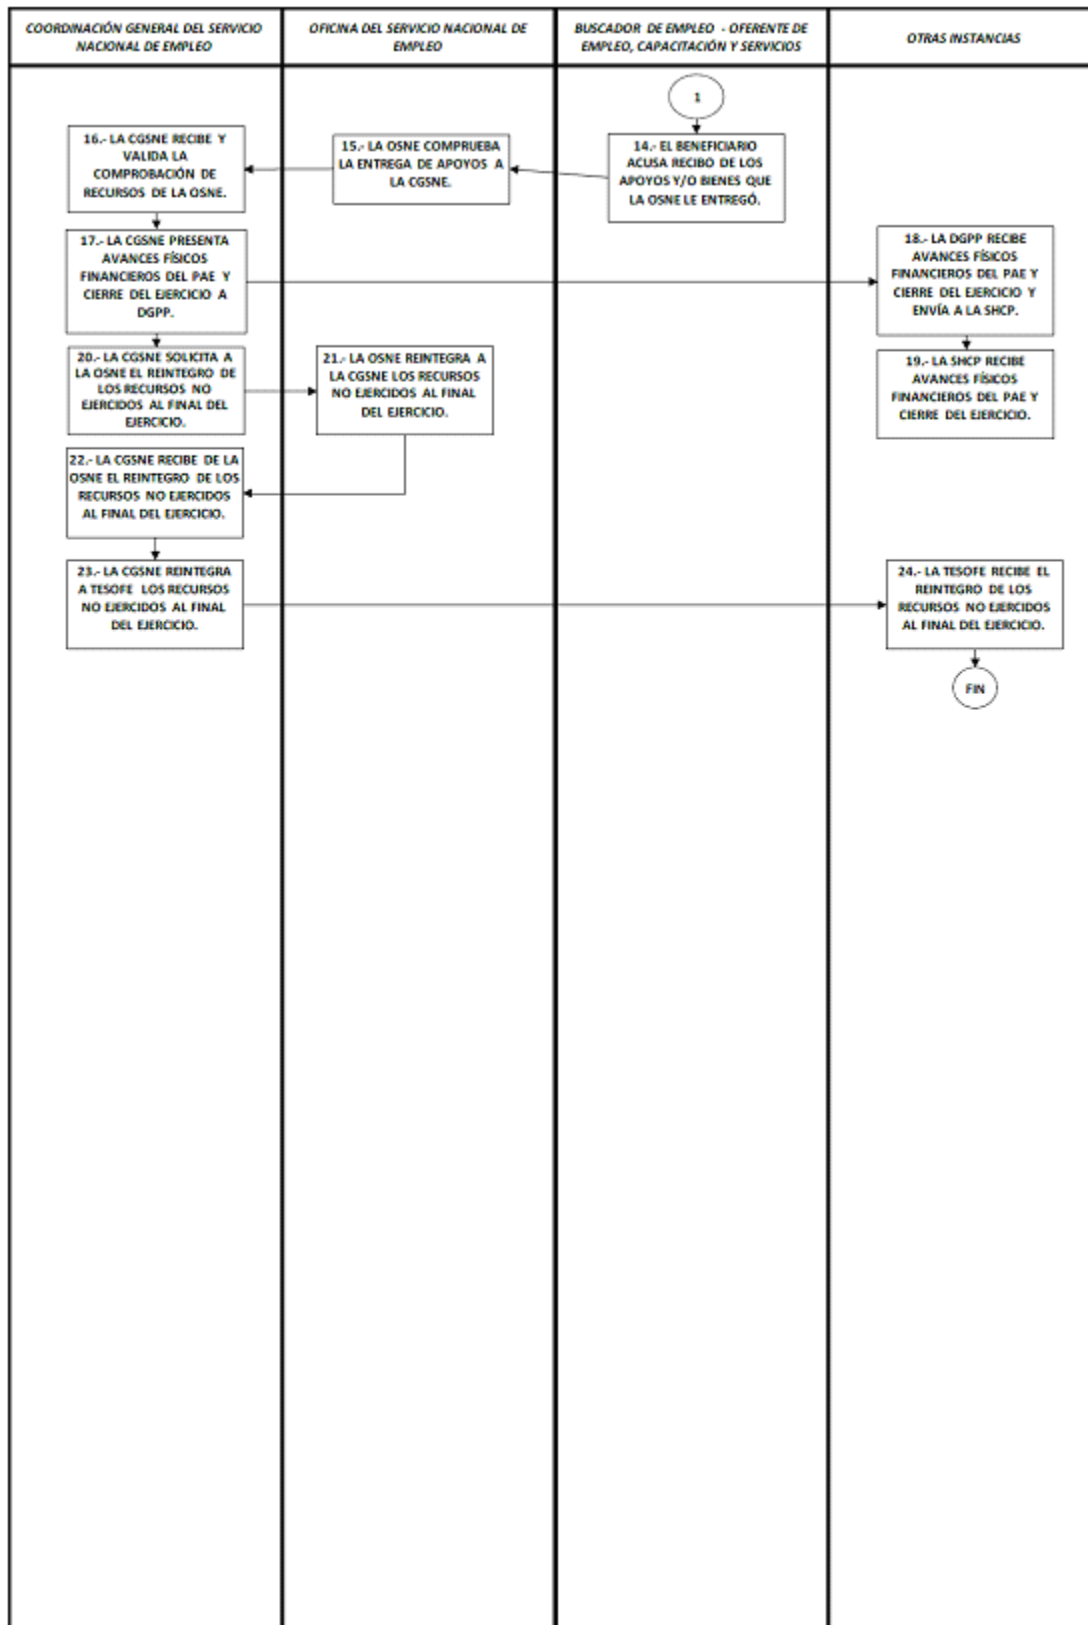 COORDINACIÓN GENERAL DEL SERVICIO
NACIONAL DE EMPLEO
OFICINA DEL SERVICIO NACIONAL DE
EMPLEO
BUSCADOR DE EMPLEO - OFERENTE DE
EMPLEO, CAPACITACIÓN Y SERVICIOS
OTRAS INSTANCIAS
1
14.- EL BENEFICIARIO
ACUSA RECIBO DE LOS
APOYOS Y/O BIENES QUE
LA OSNE LE ENTREGÓ.
15.- LA OSNE COMPRUEBA
LA ENTREGA DE APOYOS A
LA CGSNE.
16.- LA CGSNE RECIBE Y
VALIDA LA
COMPROBACIÓN DE
RECURSOS DE LA OSNE.
17.- LA CGSNE PRESENTA
AVANCES FÍSICOS
FINANCIEROS DEL PAE Y
CIERRE DEL EJERCICIO A
DGPP.
18.- LA DGPP RECIBE
AVANCES FÍSICOS
FINANCIEROS DEL PAE Y
CIERRE DEL EJERCICIO Y
ENVÍA A LA SHCP.
19.- LA SHCP RECIBE
AVANCES FÍSICOS
FINANCIEROS DEL PAE Y
CIERRE DEL EJERCICIO.
20.- LA CGSNE SOLICITA A
LA OSNE EL REINTEGRO DE
LOS RECURSOS NO
EJERCIDOS AL FINAL DEL
EJERCICIO.
21.- LA OSNE REINTEGRA A
LA CGSNE LOS RECURSOS
NO EJERCIDOS AL FINAL
DEL EJERCICIO.
22.- LA CGSNE RECIBE DE LA
OSNE EL REINTEGRO DE LOS
RECURSOS NO EJERCIDOS
AL FINAL DEL EJERCICIO.
23.- LA CGSNE REINTEGRA
A TESOFE LOS RECURSOS
NO EJERCIDOS AL FINAL
DEL EJERCICIO.
24.- LA TESOFE RECIBE EL
REINTEGRO DE LOS
RECURSOS NO EJERCIDOS
AL FINAL DEL EJERCICIO.
FIN